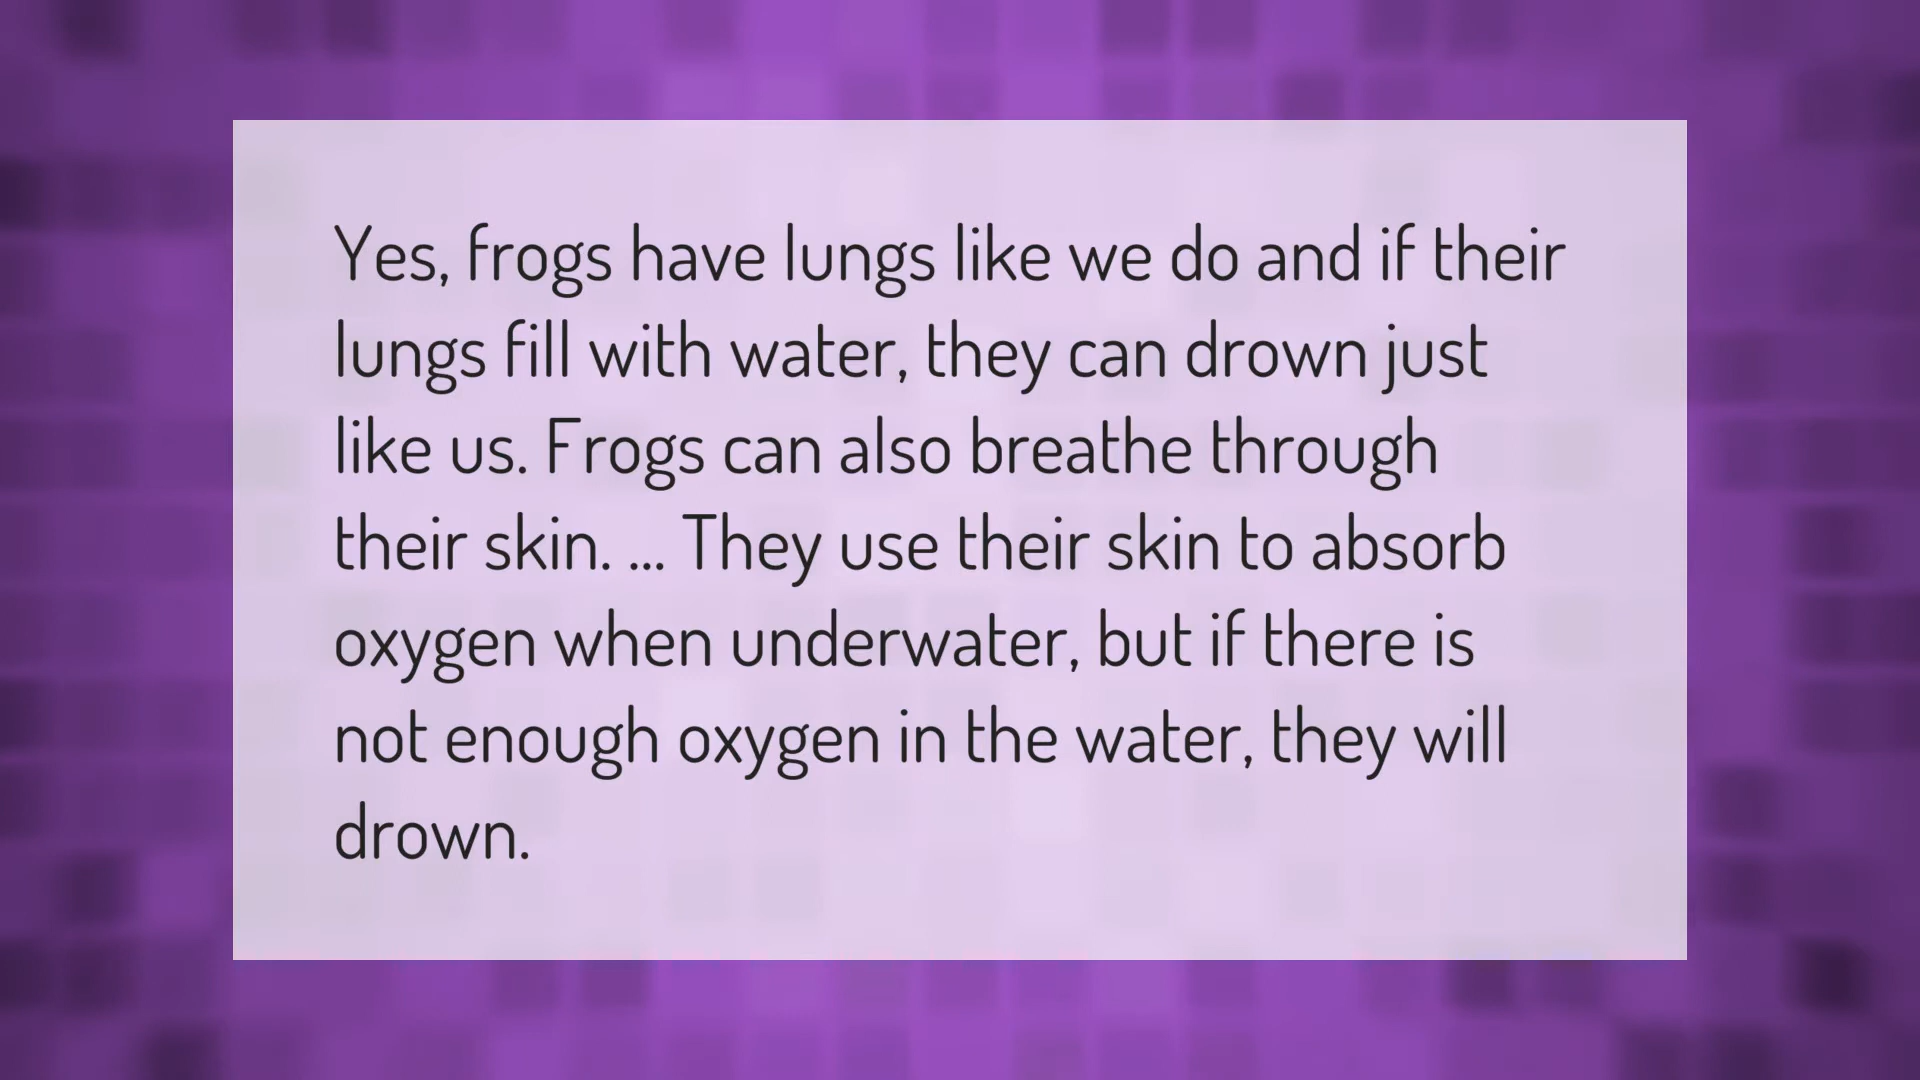 Yes, frogs have lungs like we do and if their
lungs fill with water, they can drown just
like us. Frogs can also breathe through
their skin. ... They use their skin to absorb
oxygen when underwater, but if there is
not enough oxygen in the water, they will
drown.